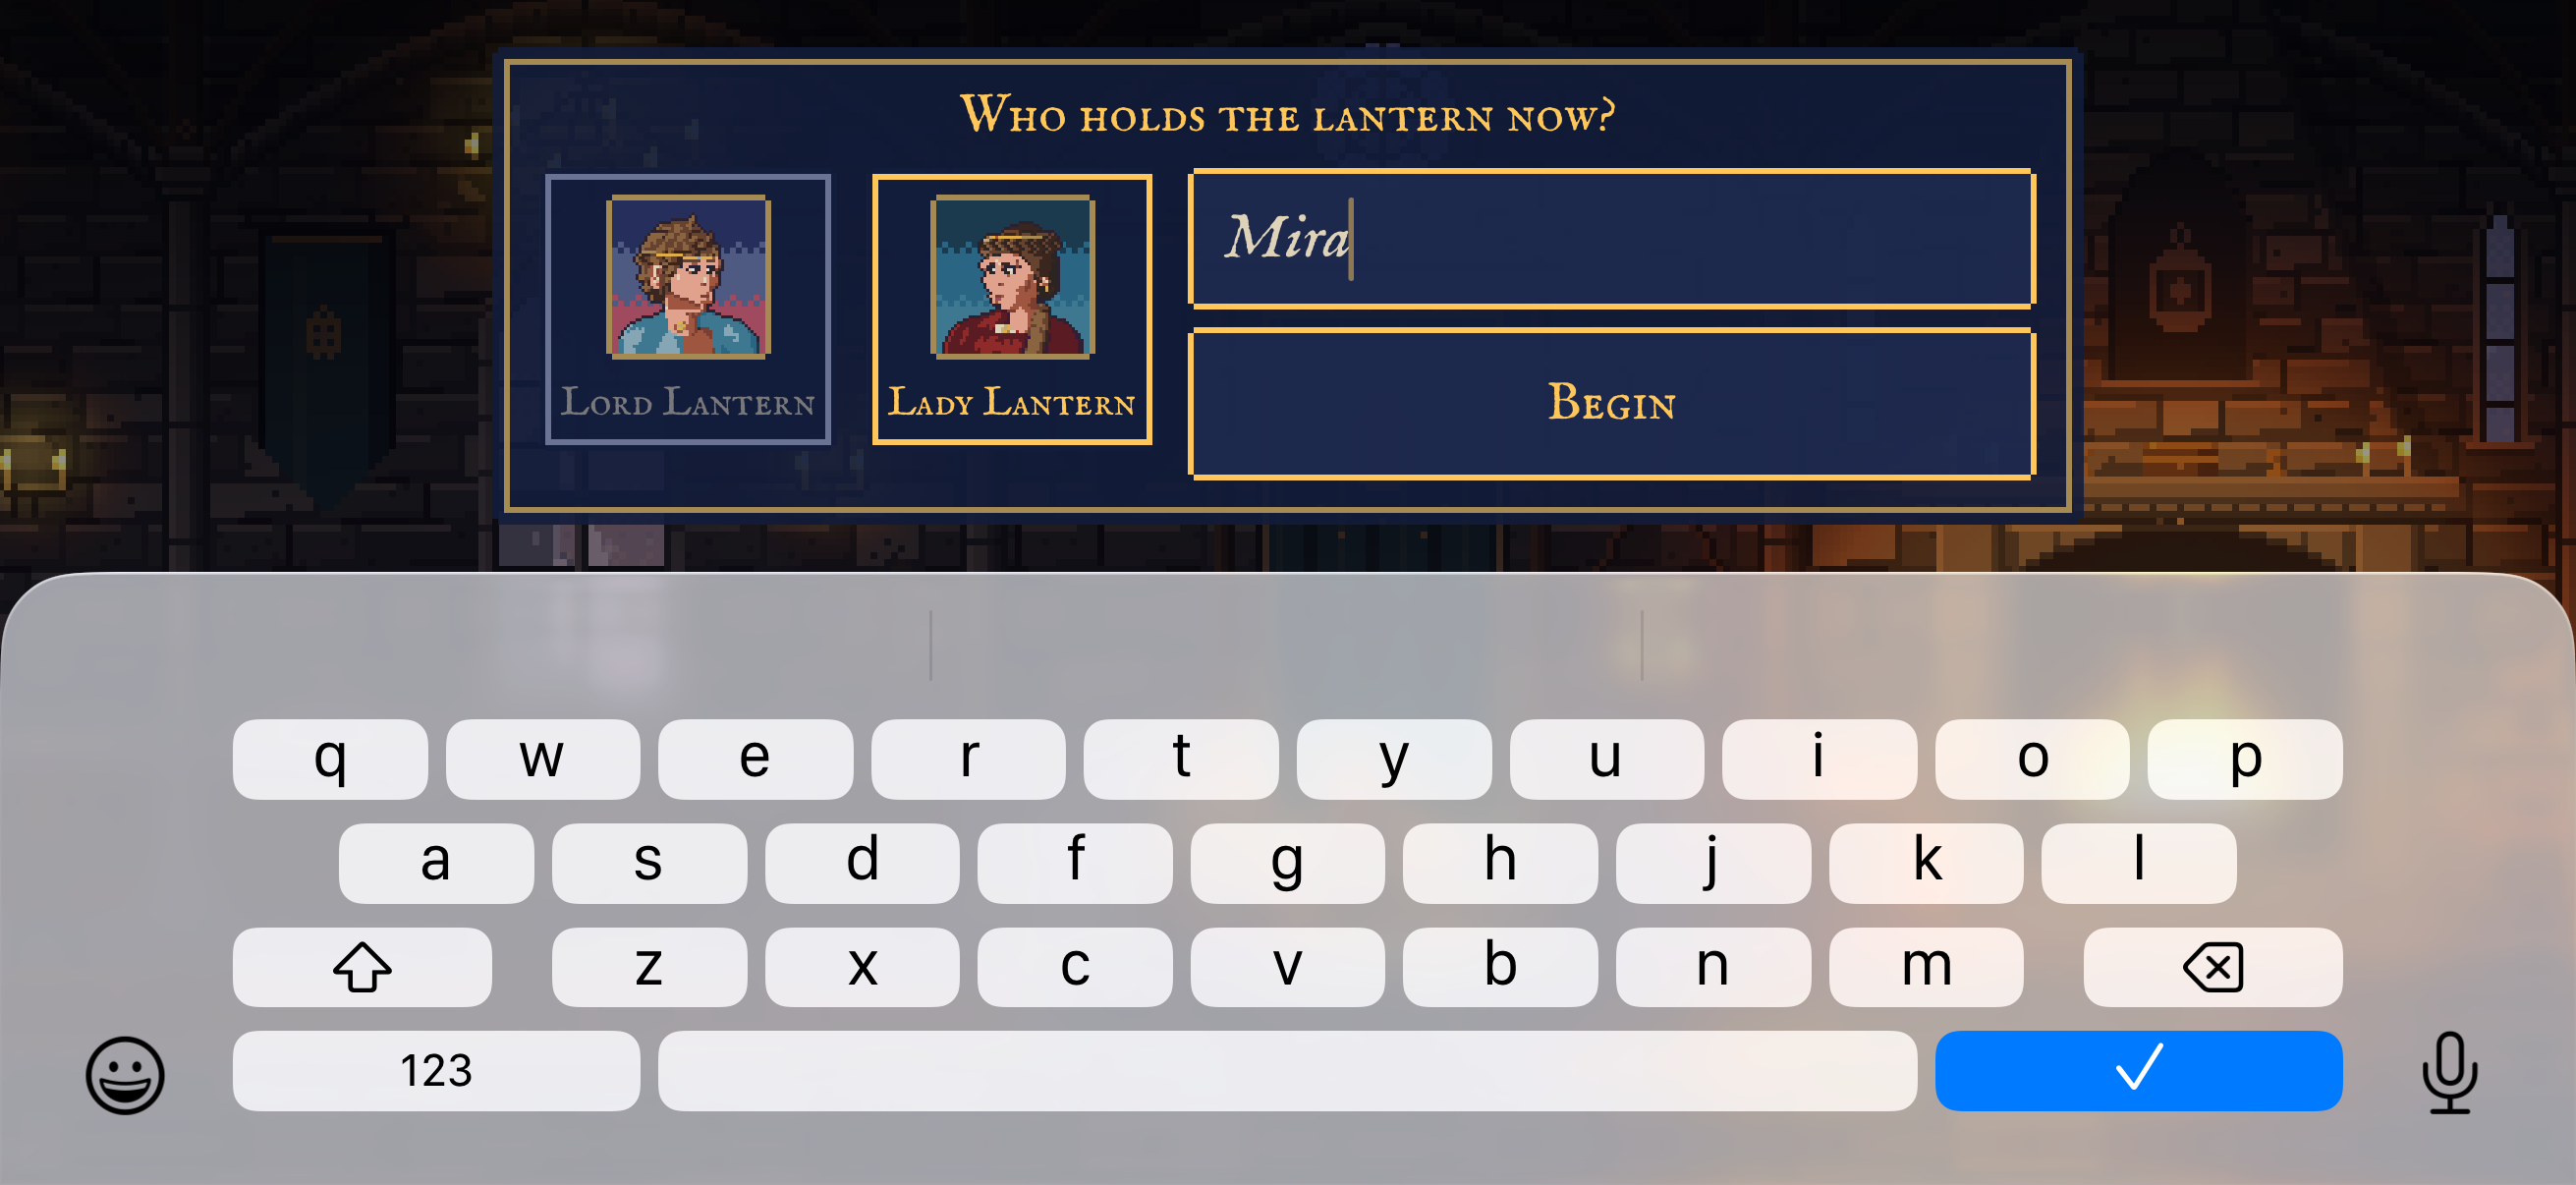 Who holds the lantern now?
Lord Lantern
Lady Lantern
Mira
Begin
q w e r t y u i o p
a s d f g h j k l
z x c v b n m
123